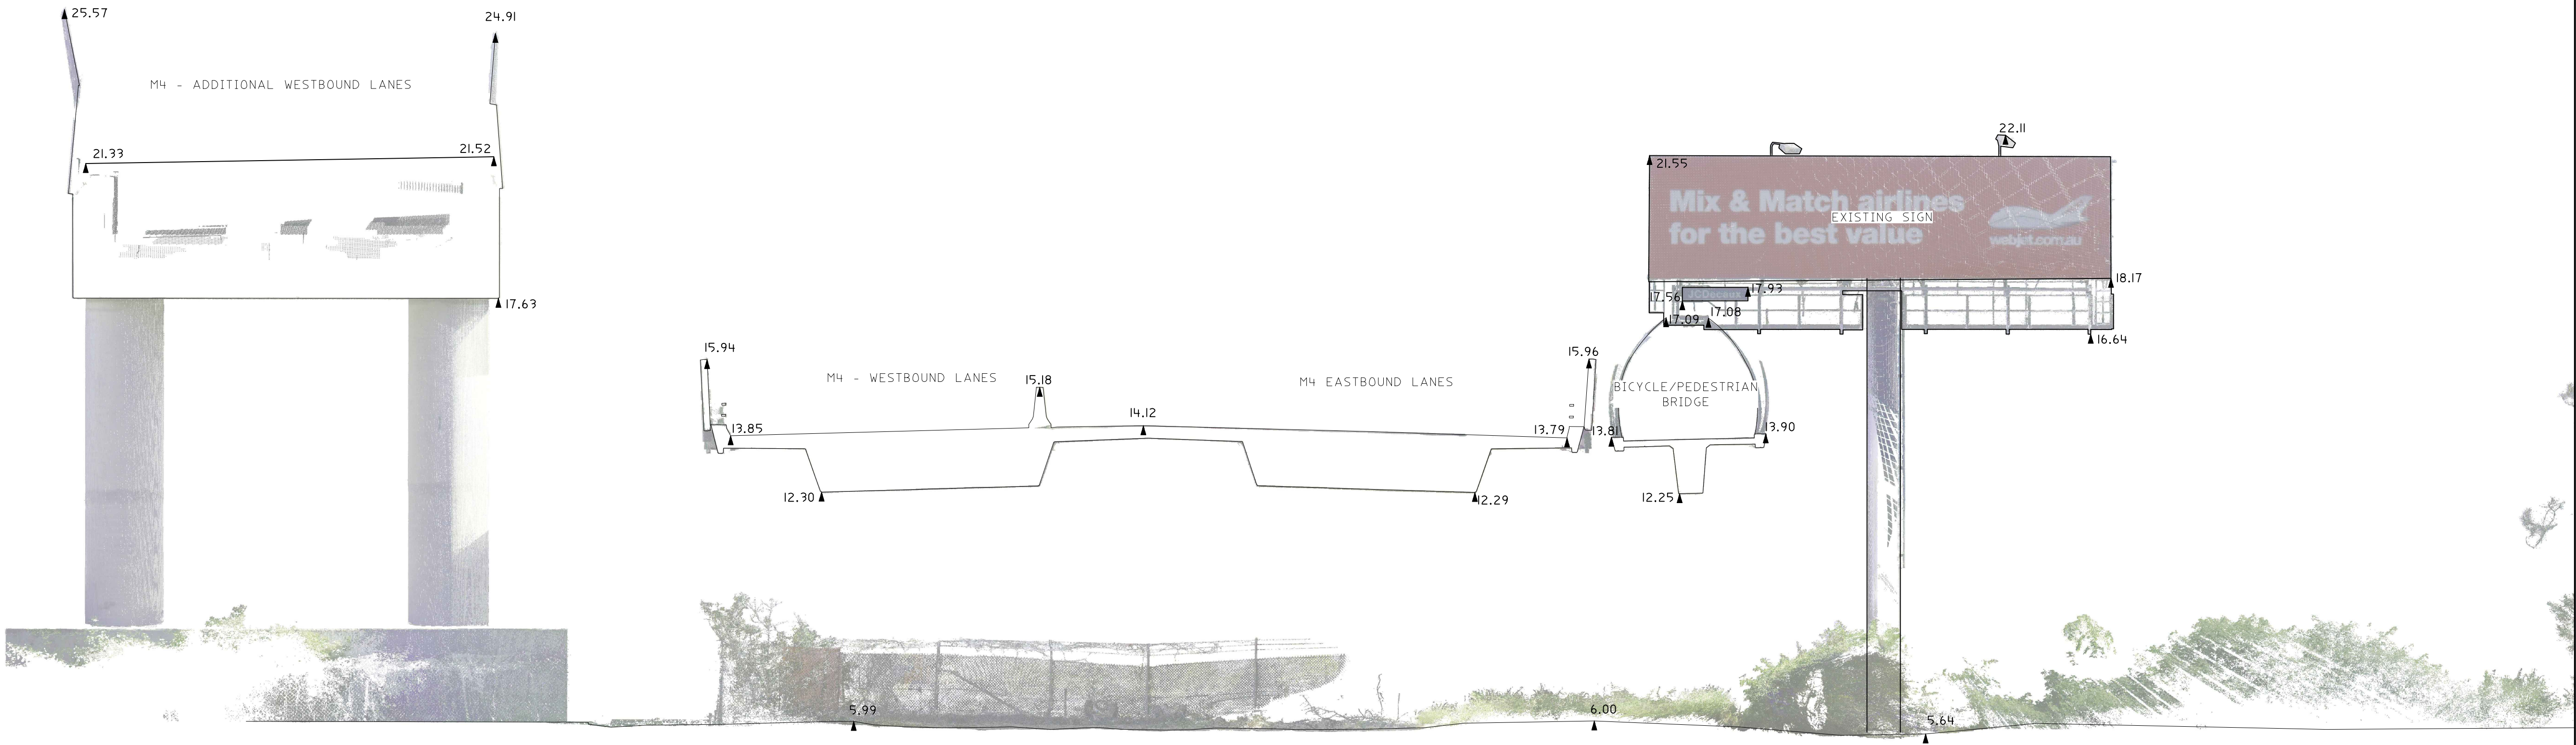 25.57
24.91
M4 - ADDITIONAL WESTBOUND LANES
21.33
21.52
17.63
15.94
M4 - WESTBOUND LANES
15.18
M4 EASTBOUND LANES
15.96
13.85
14.12
13.79
12.30
12.29
13.81
BICYCLE/PEDESTRIAN
BRIDGE
13.90
12.25
22.11
21.55
Mix & Match airlines
for the best value
EXISTING SIGN
webjet.com.au
18.17
17.56
JCDecaux
17.93
17.09
17.08
16.64
5.99
6.00
5.64